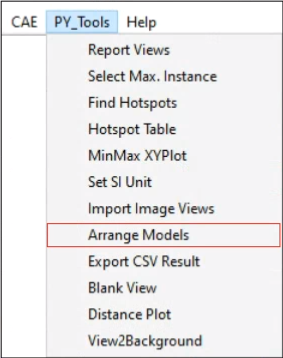 CAE PY_Tools Help
Report Views
Select Max. Instance
Find Hotspots
Hotspot Table
MinMax XYPlot
Set SI Unit
Import Image Views
Arrange Models
Export CSV Result
Blank View
Distance Plot
View2Background